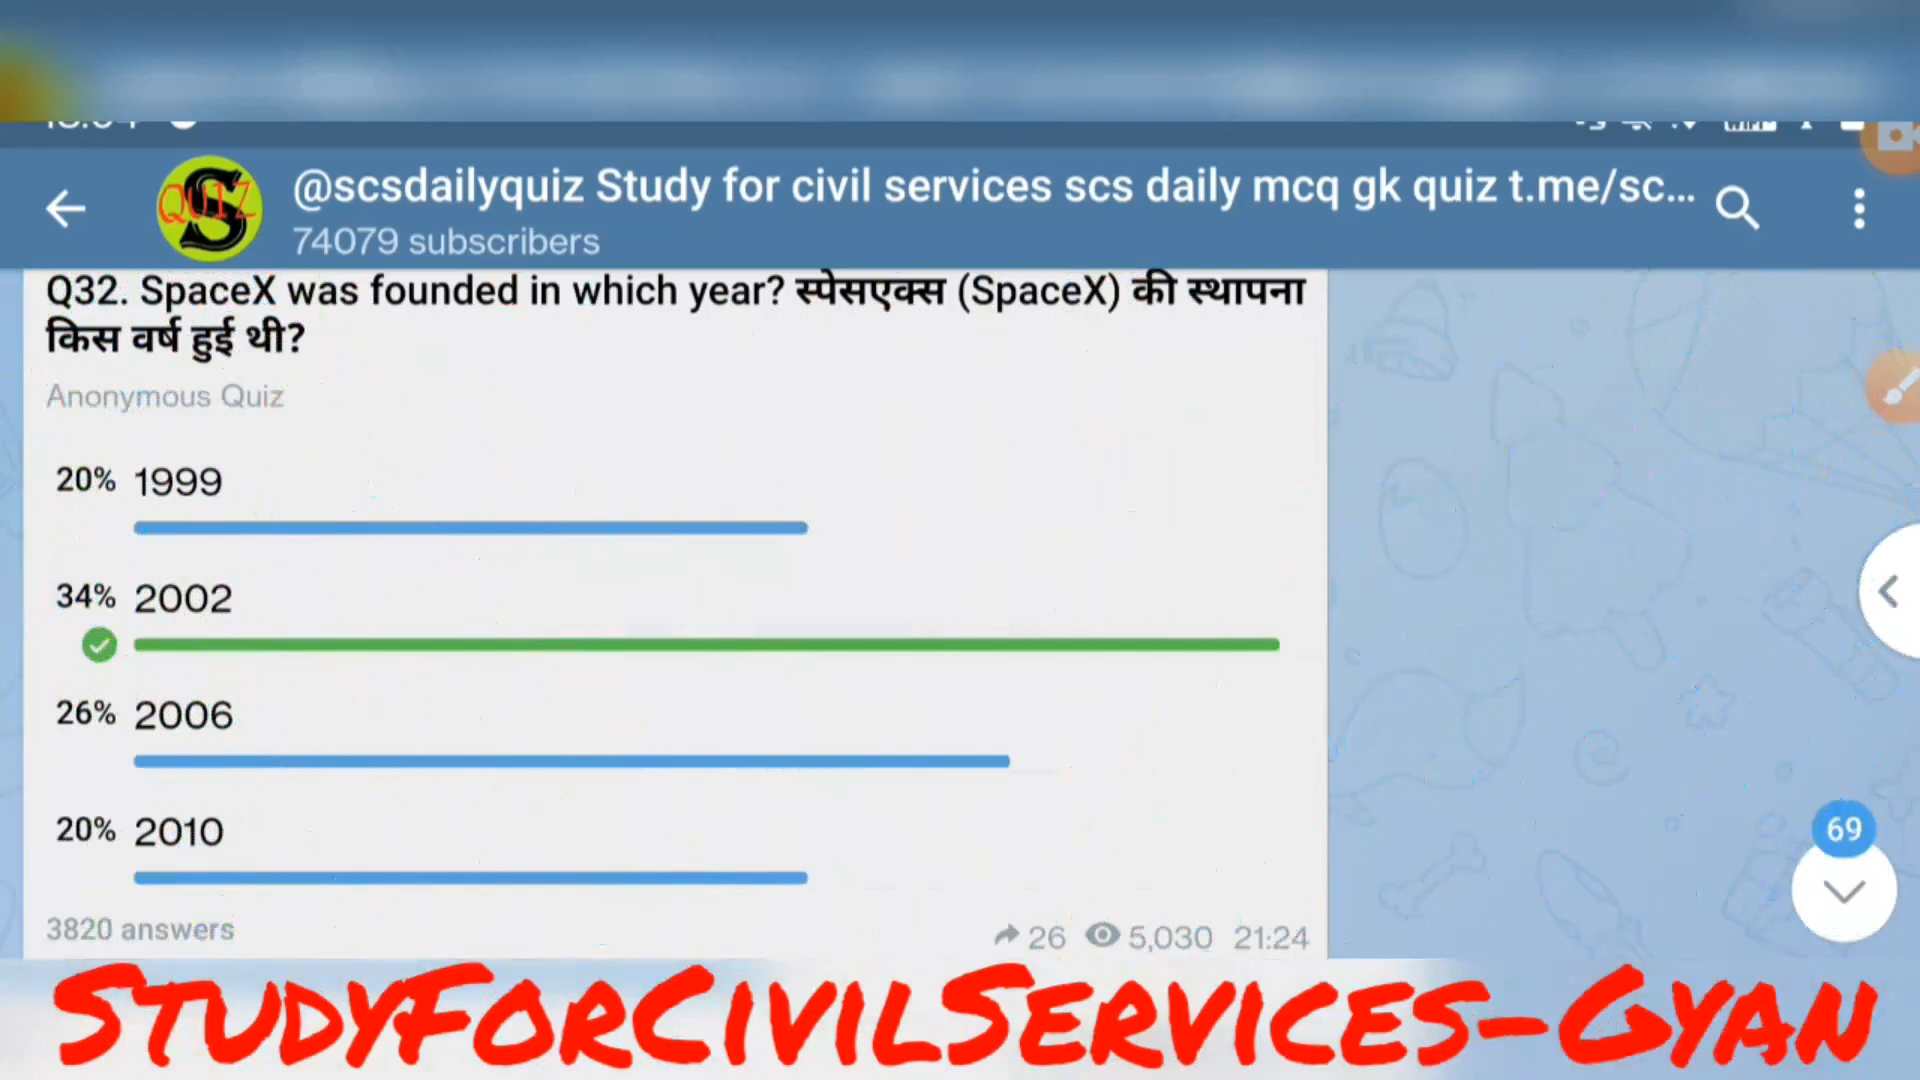 @scsdailyquiz Study for civil services scs daily mcq gk quiz t.me/sc...
QUIZ S
74079 subscribers
Q32. SpaceX was founded in which year? स्पेसएक्स (SpaceX) की स्थापना
किस वर्ष हुई थी?
Anonymous Quiz
20% 1999
34% 2002
26% 2006
20% 2010
69
3820 answers
26 5,030 21:24
StudyForCivilServices-Gyan